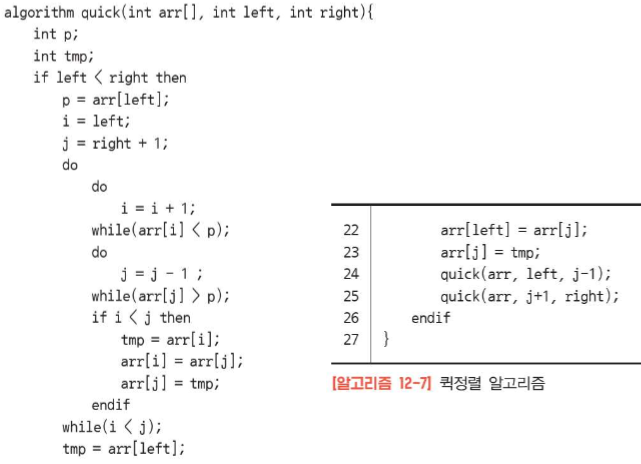 algorithm quick(int arr[], int left, int right){
    int p;
    int tmp;
    if left < right then
        p = arr[left];
        i = left;
        j = right + 1;
        do
            do
                i = i + 1;
            while(arr[i] < p);
            do
                j = j - 1 ;
            while(arr[j] > p);
            if i < j then
                tmp = arr[i];
                arr[i] = arr[j];
                arr[j] = tmp;
            endif
        while(i < j);
        tmp = arr[left];
22        arr[left] = arr[j];
23        arr[j] = tmp;
24        quick(arr, left, j-1);
25        quick(arr, j+1, right);
26    endif
27 }
[알고리즘 12-7] 퀵정렬 알고리즘